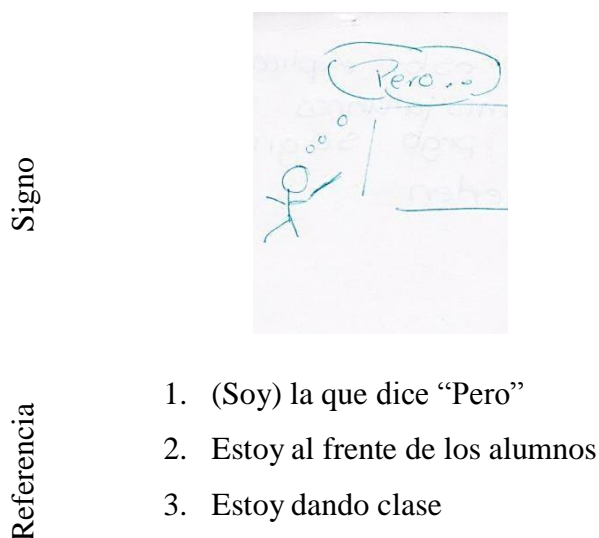 Signo
Pero...
Referencia
1. (Soy) la que dice “Pero”
2. Estoy al frente de los alumnos
3. Estoy dando clase